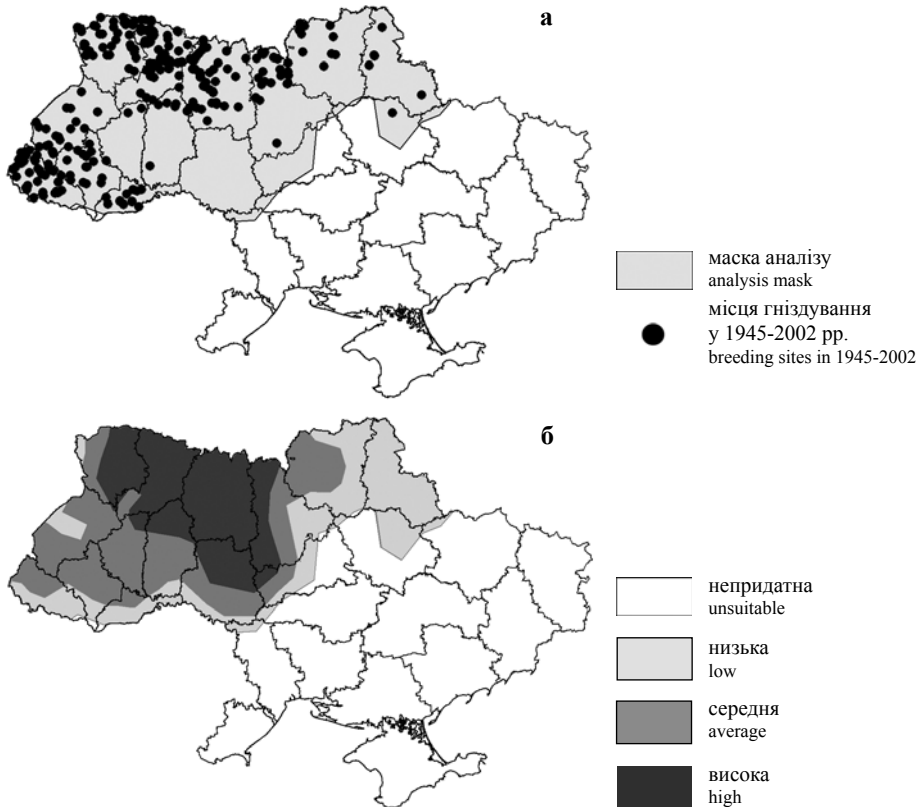 а
маска аналізу
analysis mask
місця гніздування
у 1945-2002 рр.
breeding sites in 1945-2002
б
непридатна
unsuitable
низька
low
середня
average
висока
high